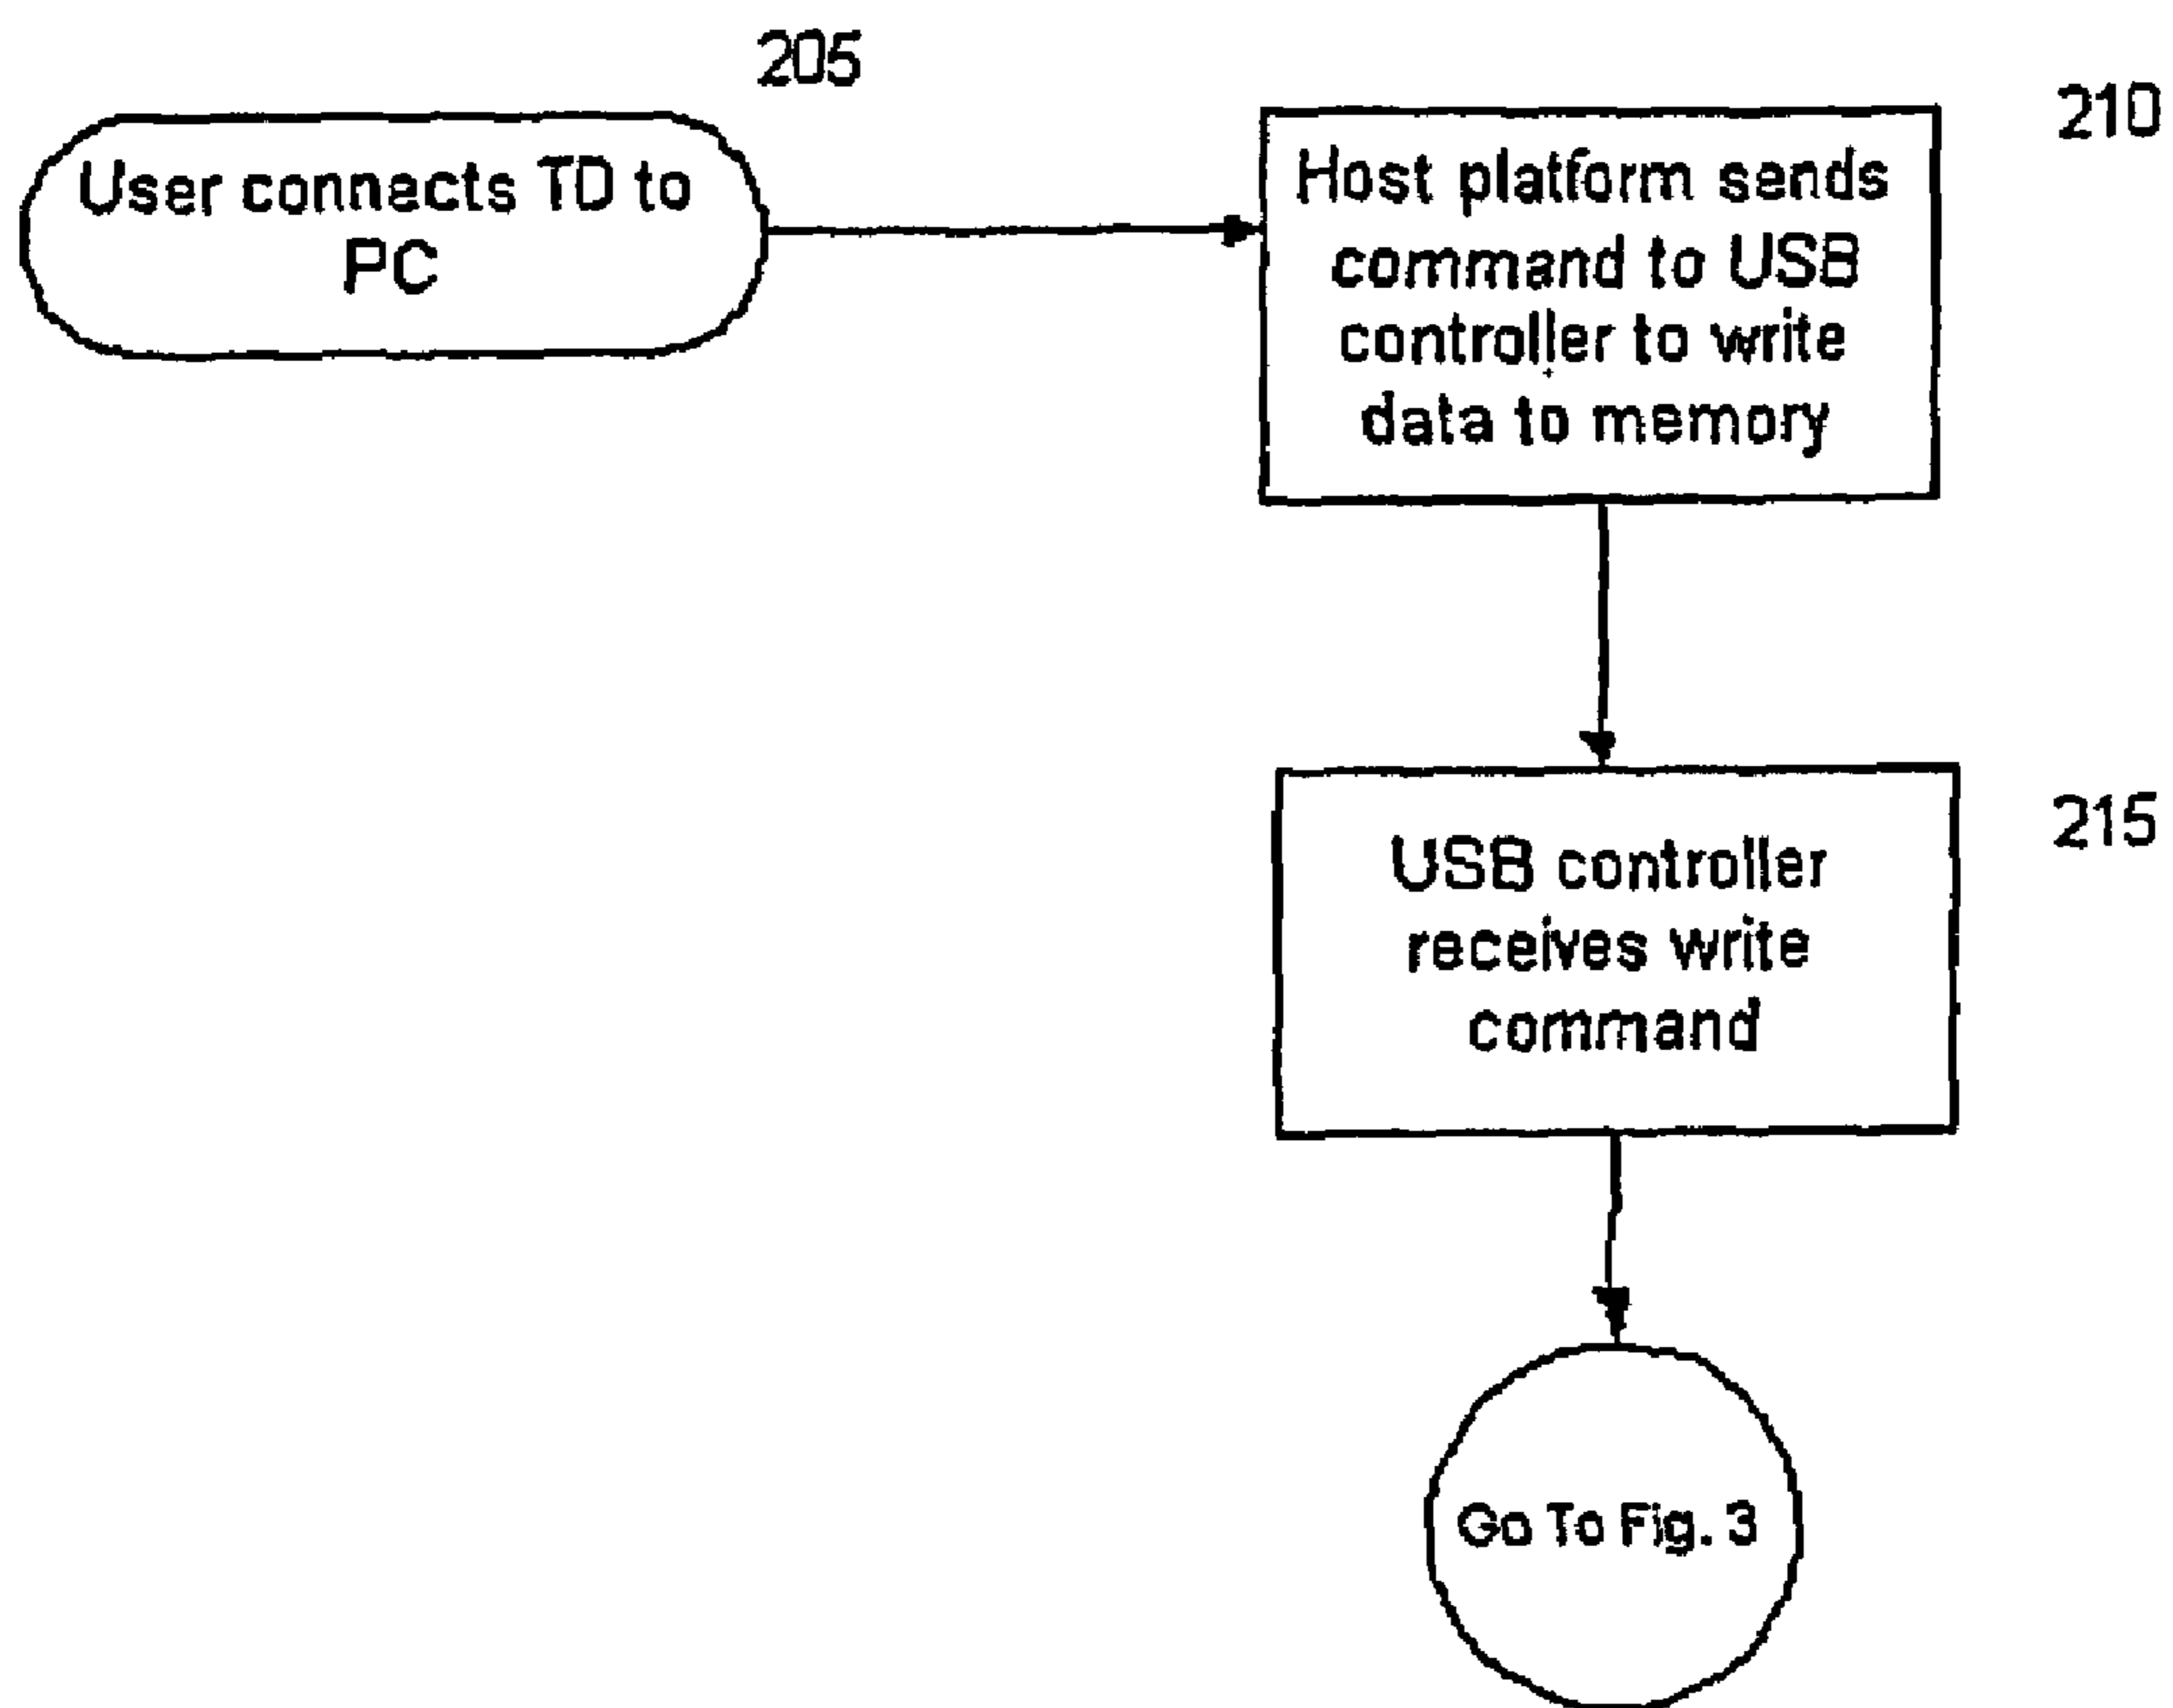 205
User connects TD to
PC
210
Host platform sends
command to USB
controller to write
data to memory
215
USB controller
receives write
command
Go To Fig. 3